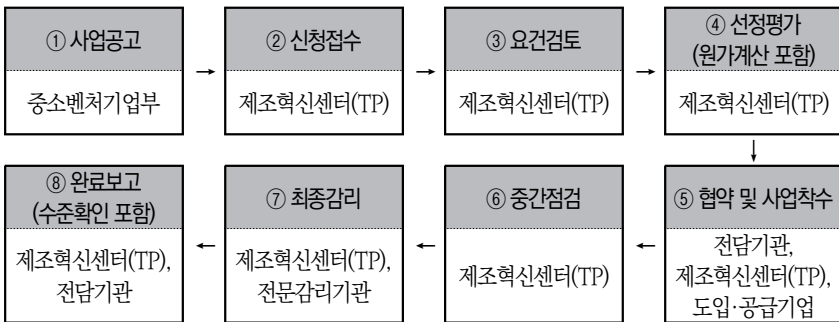 ① 사업공고
중소벤처기업부
→
② 신청접수
제조혁신센터(TP)
→
③ 요건검토
제조혁신센터(TP)
→
④ 선정평가
(원가계산 포함)
제조혁신센터(TP)
↓
⑤ 협약 및 사업착수
전담기관,
제조혁신센터(TP),
도입·공급기업
←
⑥ 중간점검
제조혁신센터(TP)
←
⑦ 최종감리
제조혁신센터(TP),
전문감리기관
←
⑧ 완료보고
(수준확인 포함)
제조혁신센터(TP),
전담기관